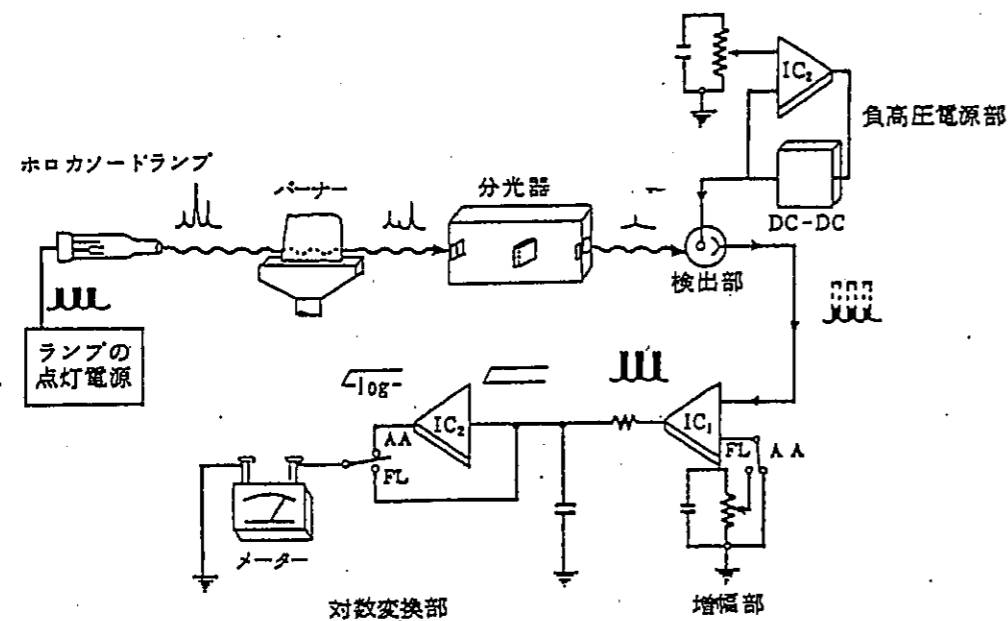 IC₂
負高圧電源部
DC-DC
ホロカソードランプ
バーナー
分光器
検出部
ランプの
点灯電源
log
IC₂
AA
FL
IC₁
FL
AA
メーター
対数変換部
増幅部